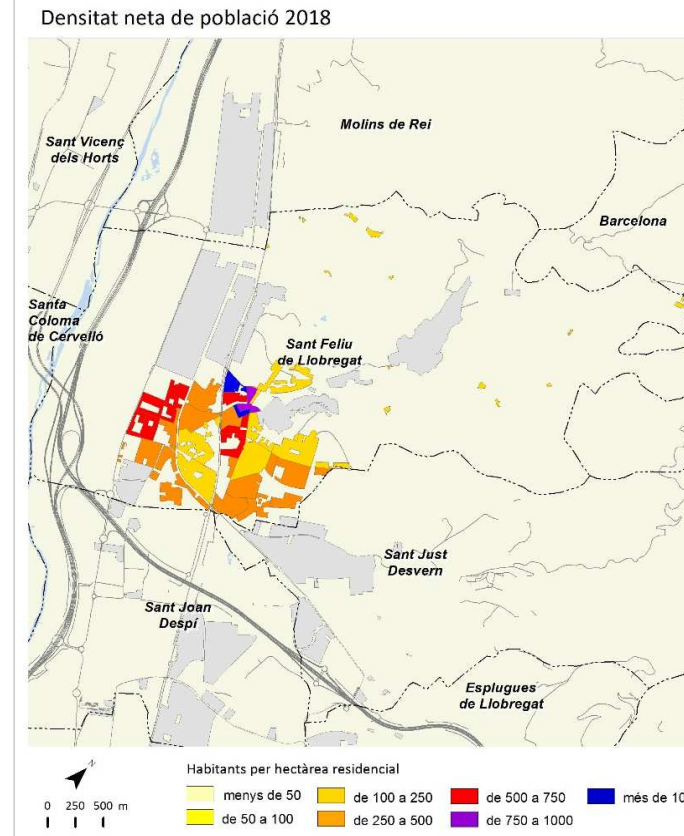 Densitat neta de població 2018
Molins de Rei
Sant Vicenç
dels Horts
Barcelona
Santa
Coloma
de Cervelló
Sant Feliu
de Llobregat
Sant Just
Desvern
Sant Joan
Despí
Esplugues
de Llobregat
N
0 250 500 m
Habitants per hectàrea residencial
menys de 50
de 50 a 100
de 100 a 250
de 250 a 500
de 500 a 750
de 750 a 1000
més de 10